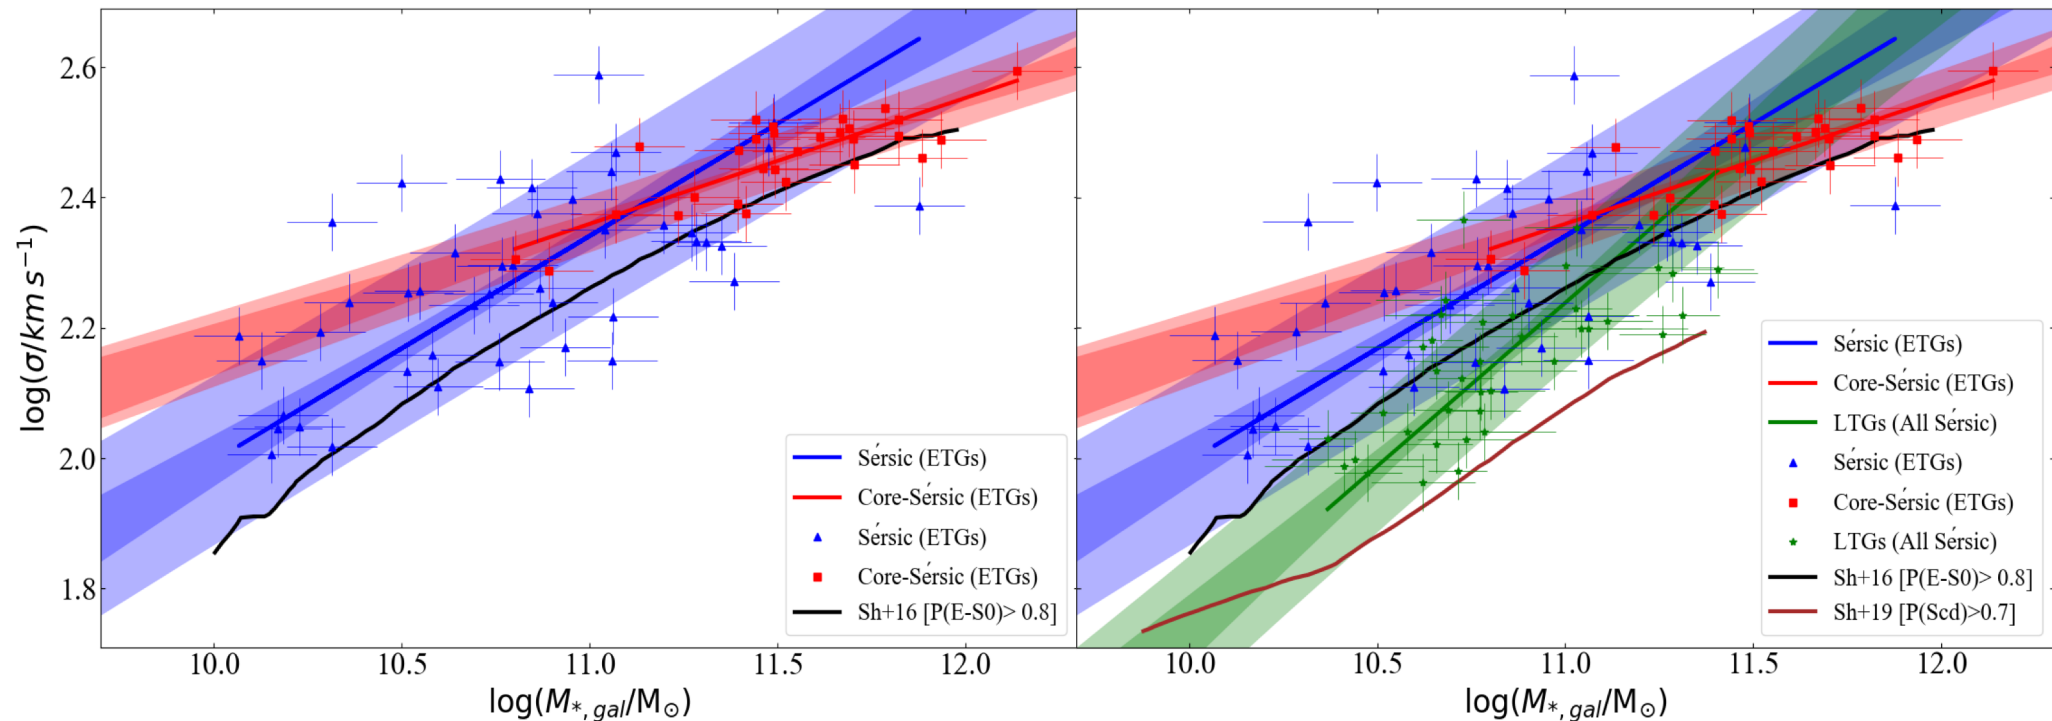 log(σ/km s⁻¹)
2.6
2.4
2.2
2.0
1.8
Sérsic (ETGs)
Core-Sérsic (ETGs)
Sérsic (ETGs)
Core-Sérsic (ETGs)
Sh+16 [P(E-S0)> 0.8]
10.0 10.5 11.0 11.5 12.0
log(M*,gal/M⊙)
Sérsic (ETGs)
Core-Sérsic (ETGs)
LTGs (All Sérsic)
Sérsic (ETGs)
Core-Sérsic (ETGs)
LTGs (All Sérsic)
Sh+16 [P(E-S0)> 0.8]
Sh+19 [P(Scd)>0.7]
10.0 10.5 11.0 11.5 12.0
log(M*,gal/M⊙)